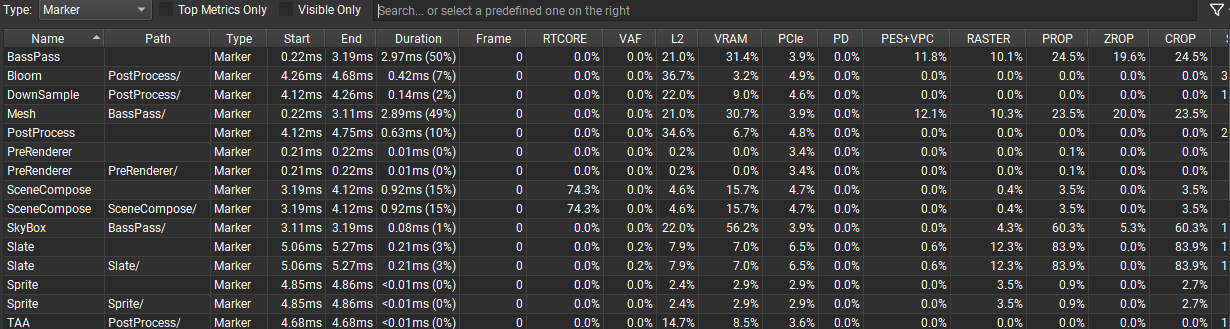 Type: Marker Top Metrics Only Visible Only Search... or select a predefined one on the right
Name Path Type Start End Duration Frame RTCORE VAF L2 VRAM PCIe PD PES+VPC RASTER PROP ZROP CROP S
BassPass Marker 0.22ms 3.19ms 2.97ms (50%) 0 0.0% 0.0% 21.0% 31.4% 3.9% 0.0% 11.8% 10.1% 24.5% 19.6% 24.5%
Bloom PostProcess/ Marker 4.26ms 4.68ms 0.42ms (7%) 0 0.0% 0.0% 36.7% 3.2% 4.9% 0.0% 0.0% 0.0% 0.0% 0.0% 0.0% 3
DownSample PostProcess/ Marker 4.12ms 4.26ms 0.14ms (2%) 0 0.0% 0.0% 22.0% 9.0% 4.6% 0.0% 0.0% 0.0% 0.0% 0.0% 0.0% 1
Mesh BassPass/ Marker 0.22ms 3.11ms 2.89ms (49%) 0 0.0% 0.0% 21.0% 30.7% 3.9% 0.0% 12.1% 10.3% 23.5% 20.0% 23.5%
PostProcess Marker 4.12ms 4.75ms 0.63ms (10%) 0 0.0% 0.0% 34.6% 6.7% 4.8% 0.0% 0.0% 0.0% 0.0% 0.0% 0.0% 2
PreRenderer Marker 0.21ms 0.22ms 0.01ms (0%) 0 0.0% 0.0% 0.2% 0.0% 3.4% 0.0% 0.0% 0.0% 0.1% 0.0% 0.0%
PreRenderer PreRenderer/ Marker 0.21ms 0.22ms 0.01ms (0%) 0 0.0% 0.0% 0.2% 0.0% 3.4% 0.0% 0.0% 0.0% 0.1% 0.0% 0.0%
SceneCompose Marker 3.19ms 4.12ms 0.92ms (15%) 0 74.3% 0.0% 4.6% 15.7% 4.7% 0.0% 0.0% 0.4% 3.5% 0.0% 3.5%
SceneCompose SceneCompose/ Marker 3.19ms 4.12ms 0.92ms (15%) 0 74.3% 0.0% 4.6% 15.7% 4.7% 0.0% 0.0% 0.4% 3.5% 0.0% 3.5%
SkyBox BassPass/ Marker 3.11ms 3.19ms 0.08ms (1%) 0 0.0% 0.0% 22.0% 56.2% 3.9% 0.0% 0.0% 4.3% 60.3% 5.3% 60.3% 1
Slate Marker 5.06ms 5.27ms 0.21ms (3%) 0 0.0% 0.2% 7.9% 7.0% 6.5% 0.0% 0.6% 12.3% 83.9% 0.0% 83.9% 1
Slate Slate/ Marker 5.06ms 5.27ms 0.21ms (3%) 0 0.0% 0.2% 7.9% 7.0% 6.5% 0.0% 0.6% 12.3% 83.9% 0.0% 83.9% 1
Sprite Marker 4.85ms 4.86ms <0.01ms (0%) 0 0.0% 0.0% 2.4% 2.9% 2.9% 0.0% 0.0% 3.5% 0.9% 0.0% 2.7%
Sprite Sprite/ Marker 4.85ms 4.86ms <0.01ms (0%) 0 0.0% 0.0% 2.4% 2.9% 2.9% 0.0% 0.0% 3.5% 0.9% 0.0% 2.7%
TAA PostProcess/ Marker 4.68ms 4.68ms <0.01ms (0%) 0 0.0% 0.0% 14.7% 8.5% 3.6% 0.0% 0.0% 0.0% 0.0% 0.0% 0.0% 1